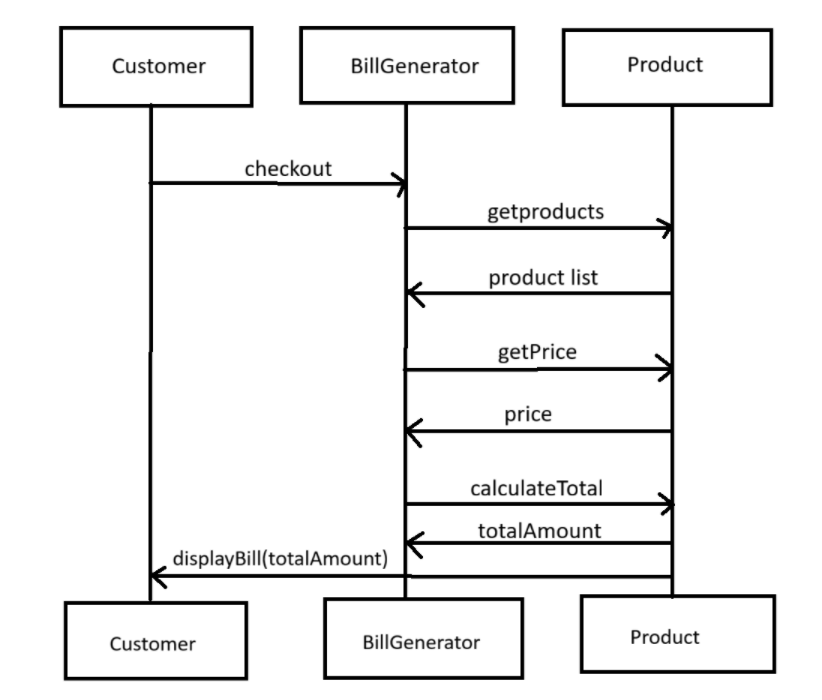 Customer
BillGenerator
Product
checkout
getproducts
product list
getPrice
price
calculateTotal
totalAmount
displayBill(totalAmount)
Customer
BillGenerator
Product